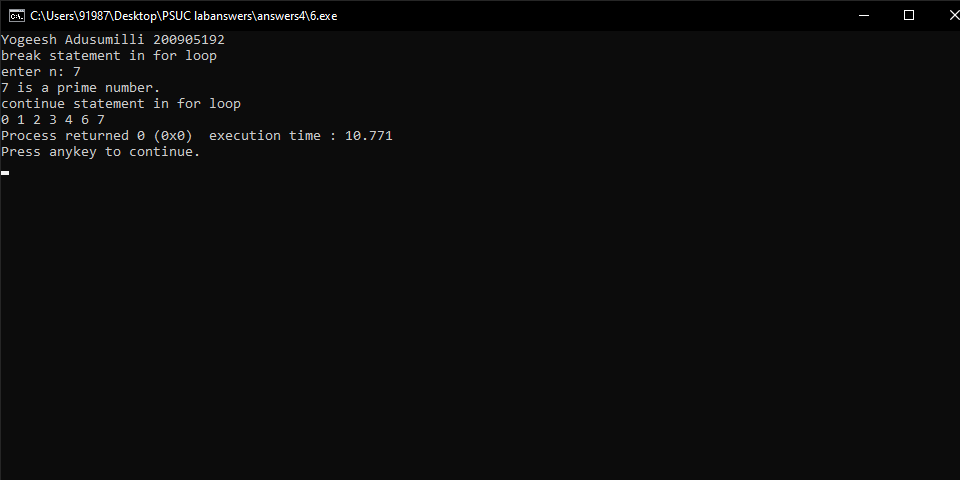 C:\Users\91987\Desktop\PSUC labanswers\answers4\6.exe
Yogeesh Adusumilli 200905192
break statement in for loop
enter n: 7
7 is a prime number.
continue statement in for loop
0 1 2 3 4 6 7
Process returned 0 (0x0)  execution time : 10.771
Press anykey to continue.